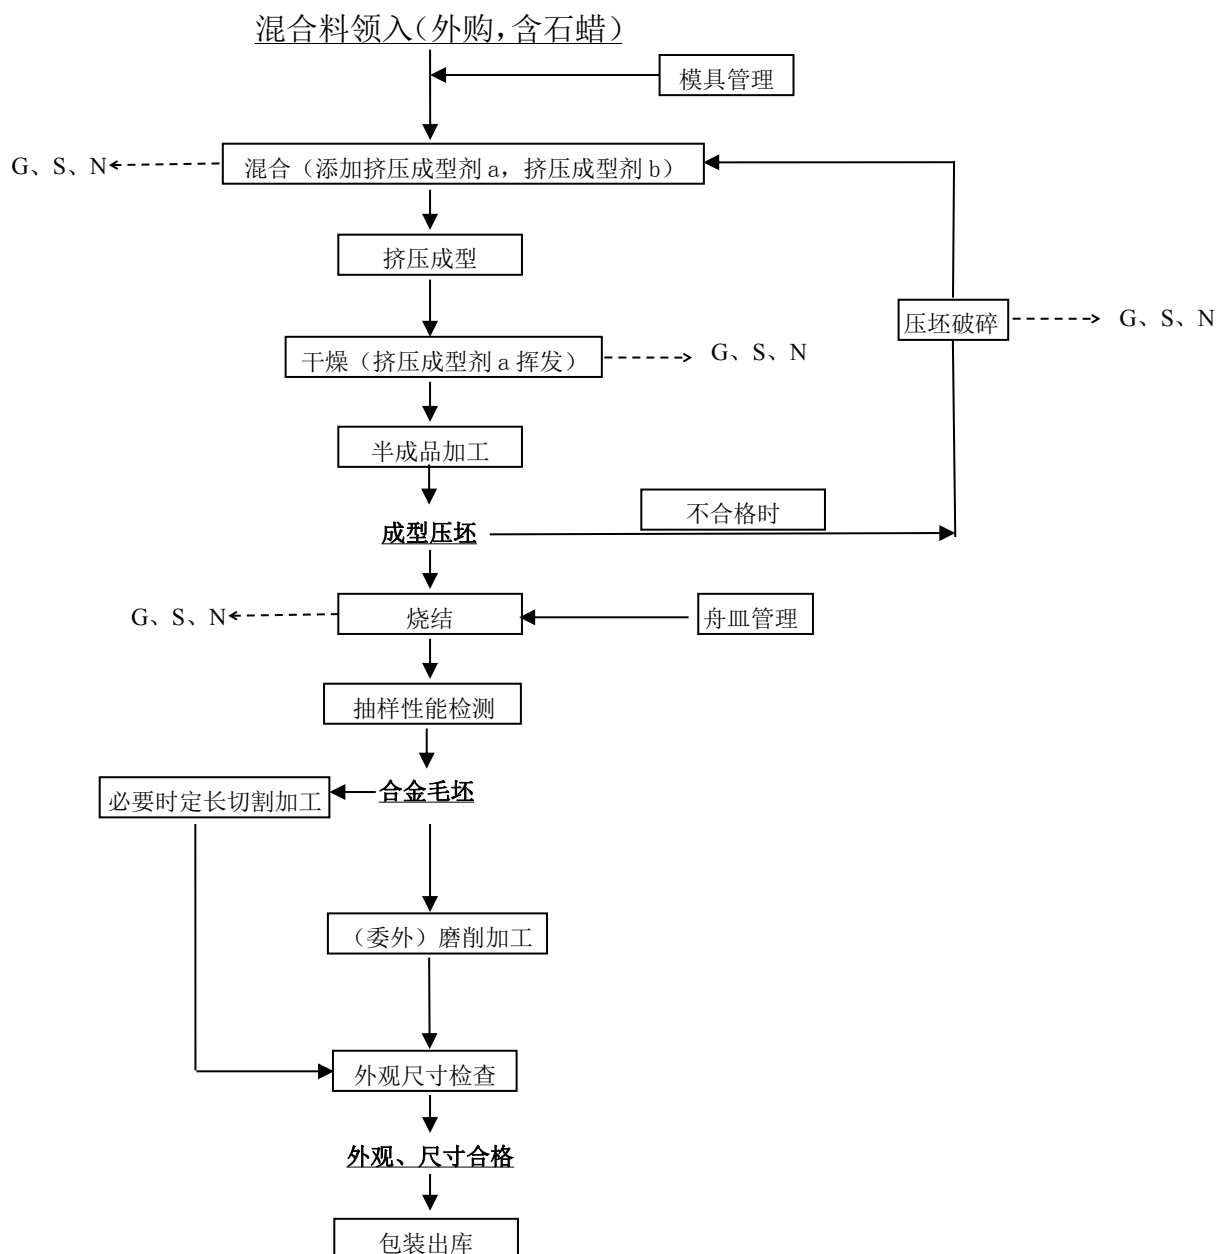 混合料领入(外购,含石蜡)
模具管理
G、S、N
混合（添加挤压成型剂 a，挤压成型剂 b）
挤压成型
压坯破碎
G、S、N
干燥（挤压成型剂 a 挥发）
G、S、N
半成品加工
不合格时
成型压坯
G、S、N
烧结
舟皿管理
抽样性能检测
必要时定长切割加工
合金毛坯
（委外）磨削加工
外观尺寸检查
外观、尺寸合格
包装出库